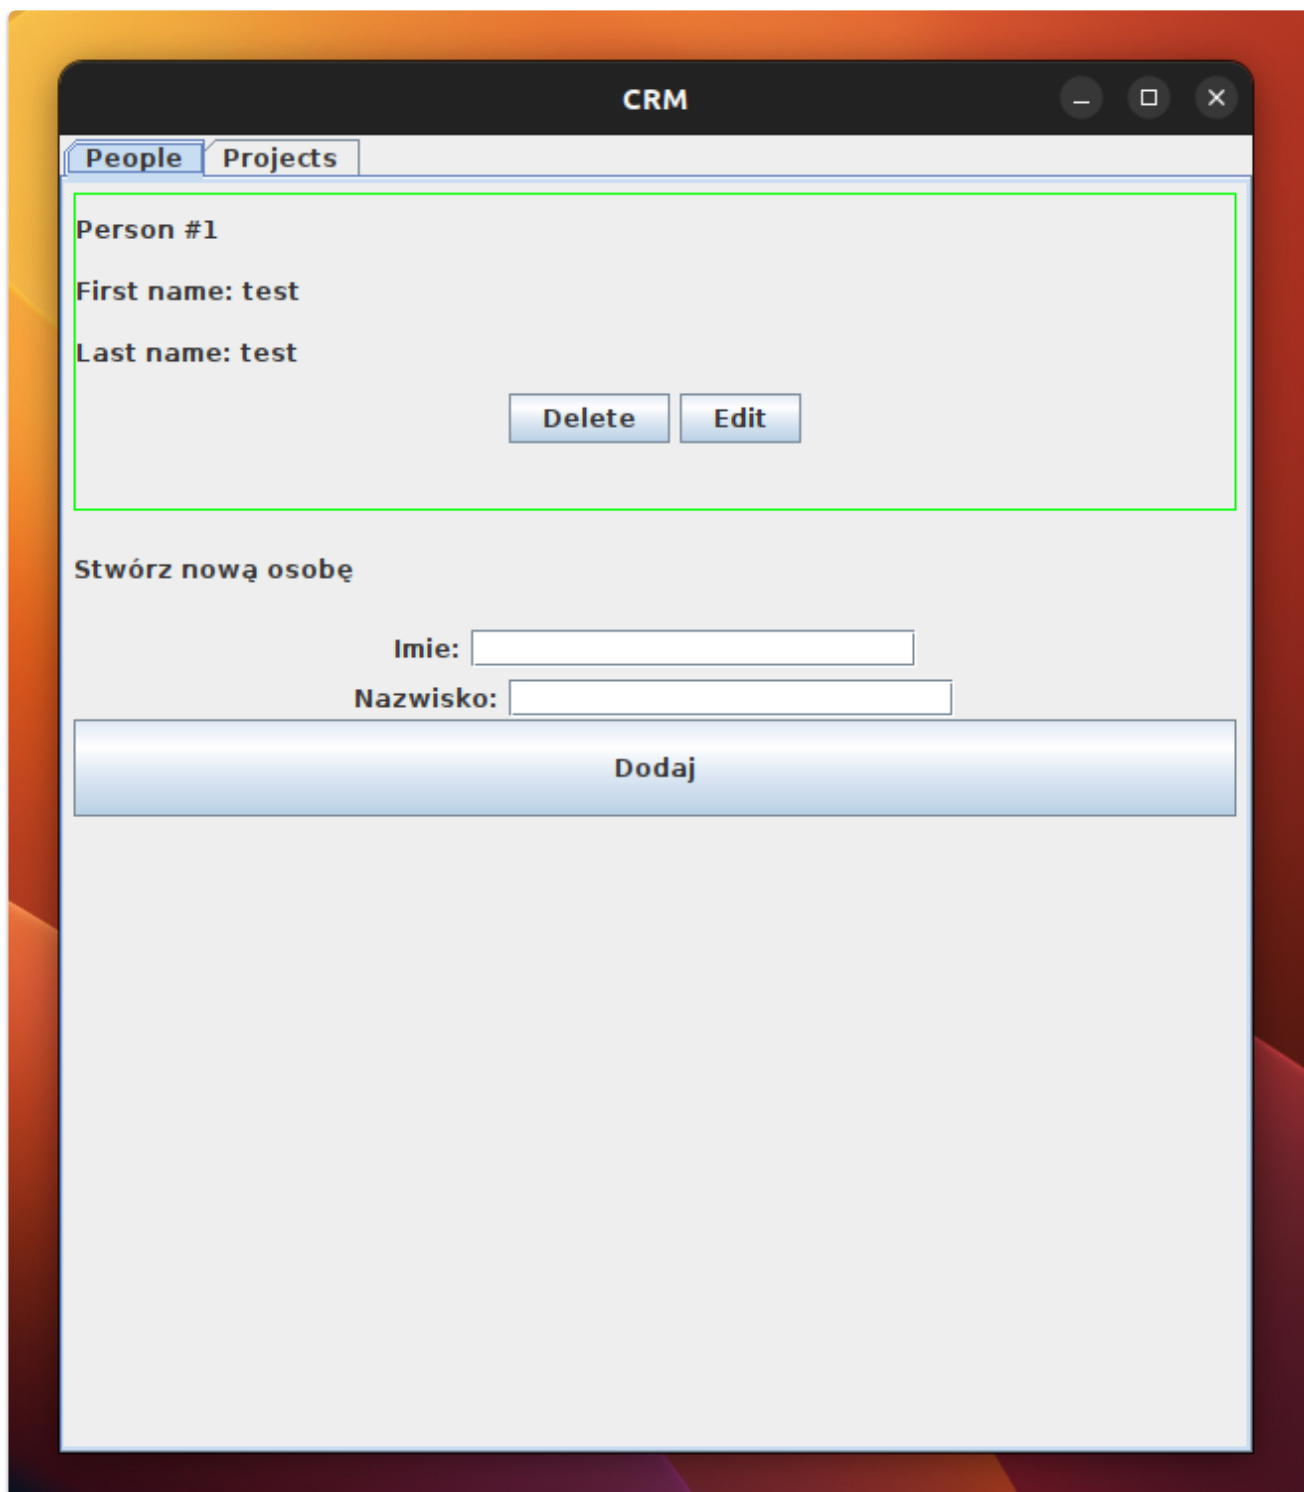 CRM
People Projects
Person #1
First name: test
Last name: test
Delete Edit
Stwórz nową osobę
Imie:
Nazwisko:
Dodaj